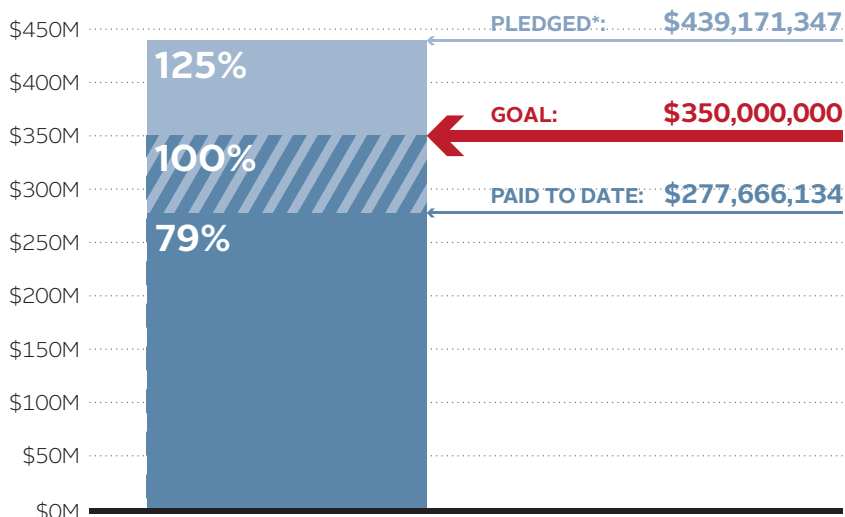 $450M
PLEDGED*: $439,171,347
125%
$400M
GOAL: $350,000,000
$350M
100%
$300M
PAID TO DATE: $277,666,134
79%
$250M
$200M
$150M
$100M
$50M
$0M